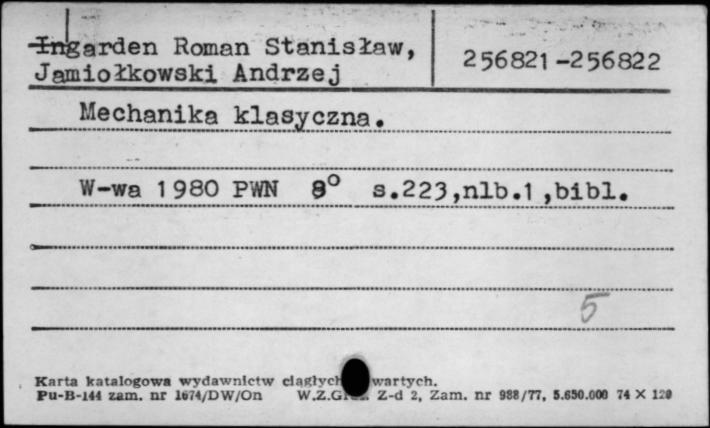 Ingarden Roman Stanisław,
Jamiołkowski Andrzej
256821-256822
Mechanika klasyczna.
W-wa 1980 PWN 8° s.223,nlb.1,bibl.
5
Karta katalogowa wydawnictw ciągłych wartych.
Pu-B-144 zam. nr 1674/DW/On W.Z.Graf. Z-d 2, Zam. nr 988/77, 5.650.000 74 X 120